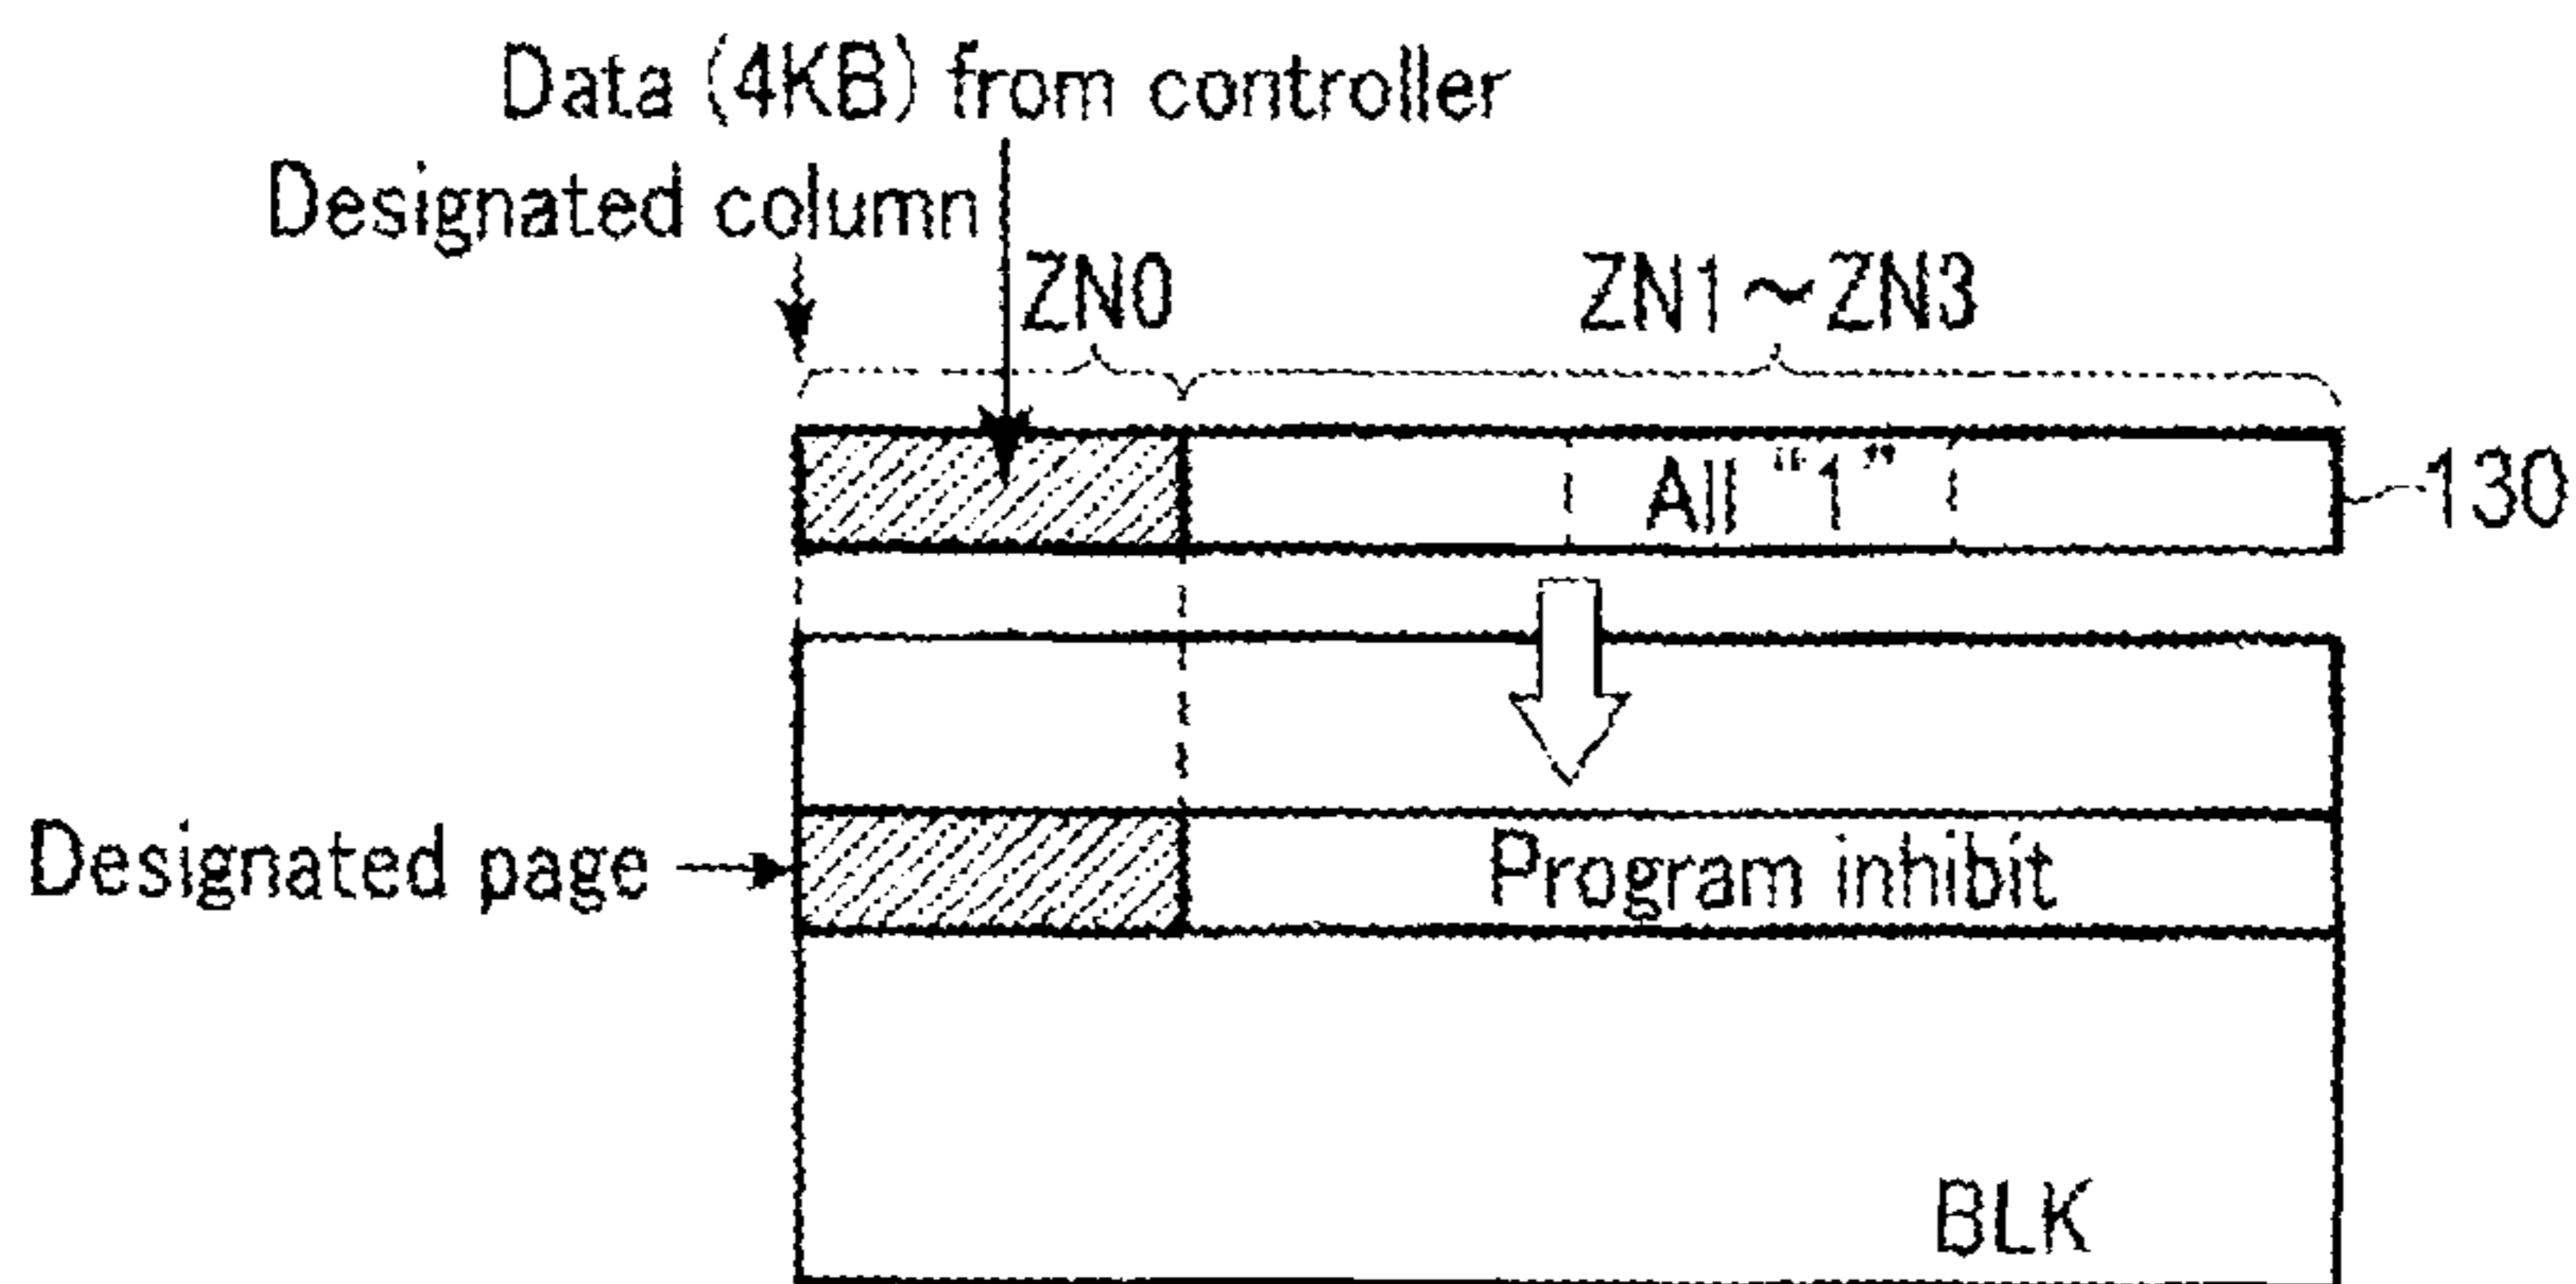 Data (4KB) from controller
Designated column
ZN0
ZN1~ZN3
All “1”
130
Designated page
Program inhibit
BLK